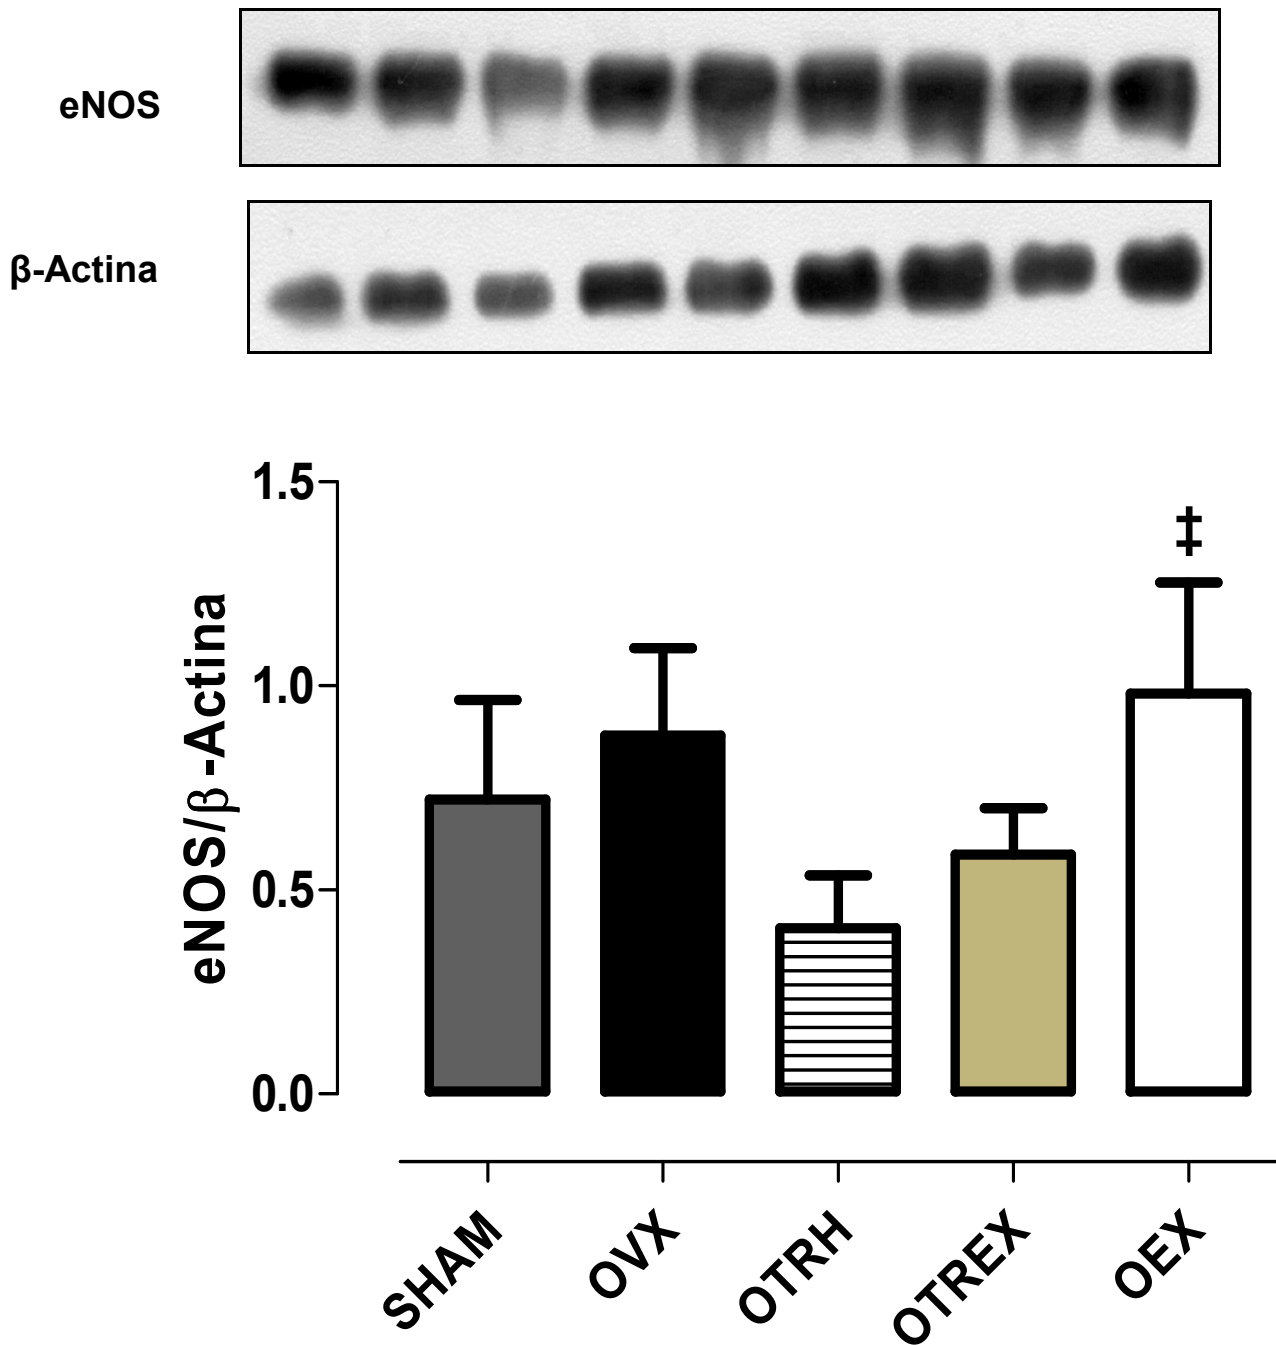 eNOS
β-Actina
1.5
‡
1.0
0.5
0.0
eNOS/β-Actina
SHAM
OVX
OTRH
OTREX
OEX